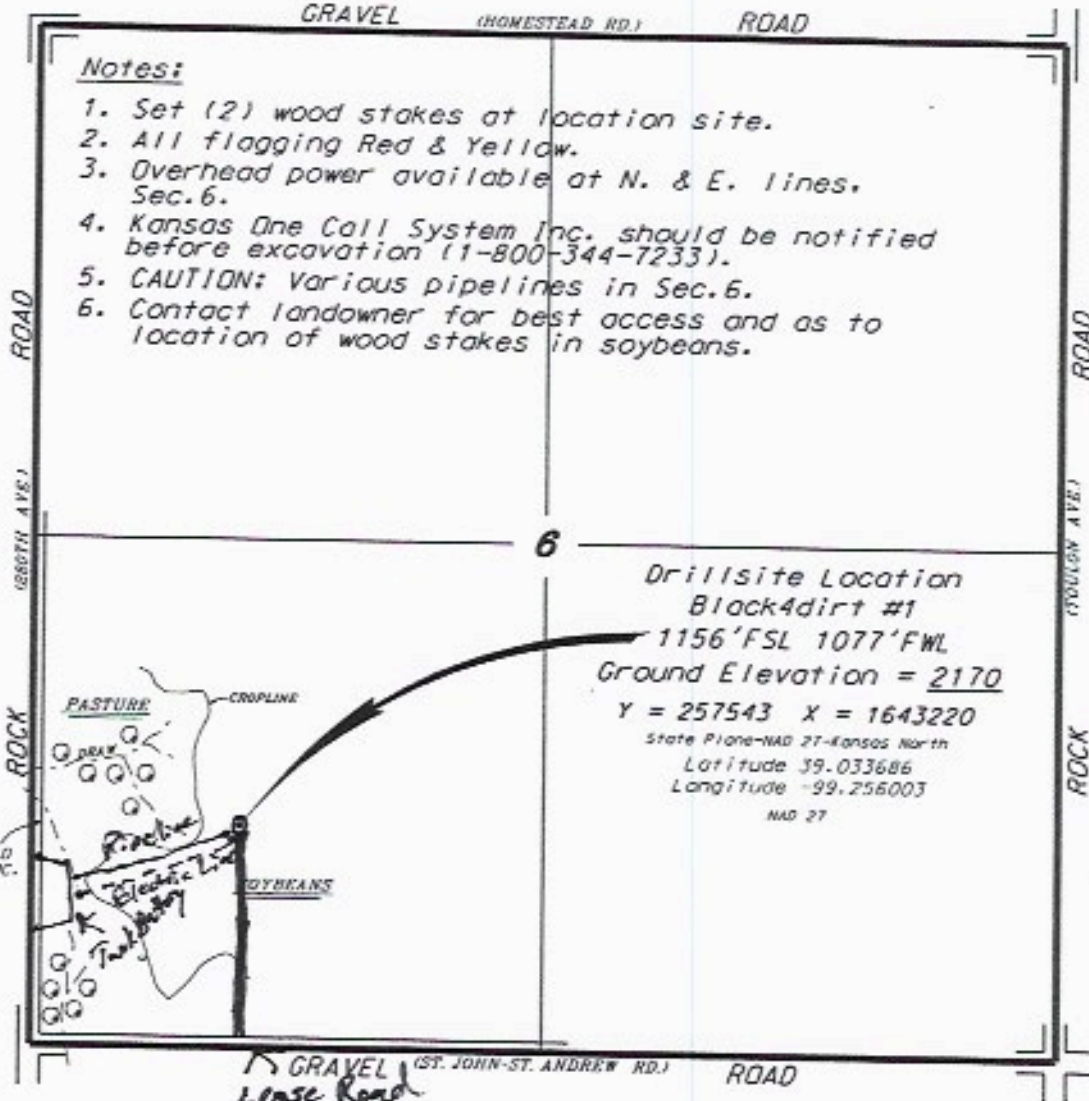 GRAVEL (HOMESTEAD RD.) ROAD
Notes:
1. Set (2) wood stakes at location site.
2. All flagging Red & Yellow.
3. Overhead power available at N. & E. lines.
Sec.6.
4. Kansas One Call System Inc. should be notified
before excavation (1-800-344-7233).
5. CAUTION: Various pipelines in Sec.6.
6. Contact landowner for best access and as to
location of wood stakes in soybeans.
ROAD
ROAD
(280TH AVE.)
(TOULON AVE.)
6
Drillsite Location
Black4dirt #1
1156'FSL 1077'FWL
Ground Elevation = 2170
Y = 257543 X = 1643220
State Plane-NAD 27-Kansas North
Latitude 39.033686
Longitude -99.256003
NAD 27
PASTURE
CROPLINE
DRAW
ROCK
ROCK
Pipeline
Electric Line
Tank Battery
SOYBEANS
GRAVEL (ST. JOHN-ST. ANDREW RD.) ROAD
Lease Road